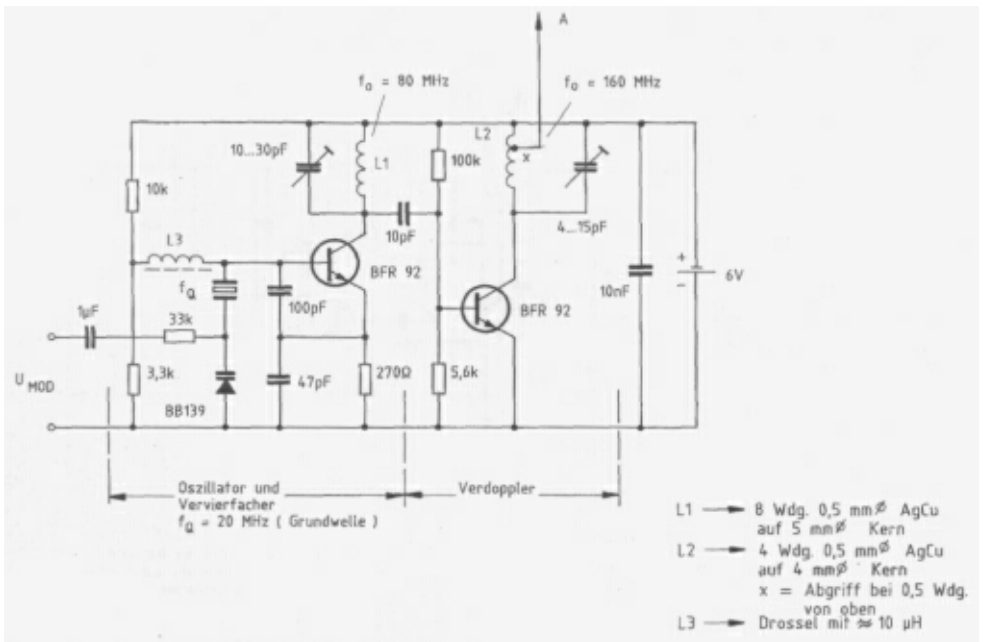 A
f₀ = 80 MHz
f₀ = 160 MHz
L2
x
10...30pF
L1
100k
10k
10pF
4...15pF
L3
BFR 92
f_Q
100pF
BFR 92
10nF
+
-
6V
1µF
33k
U MOD
3,3k
BB139
47pF
270Ω
5,6k
Oszillator und
Vervierfacher
f_Q = 20 MHz ( Grundwelle )
Verdoppler
L1 → 8 Wdg. 0,5 mm∅ AgCu
auf 5 mm∅ Kern
L2 → 4 Wdg. 0,5 mm∅ AgCu
auf 4 mm∅ Kern
x = Abgriff bei 0,5 Wdg.
von oben
L3 → Drossel mit ≈ 10 µH